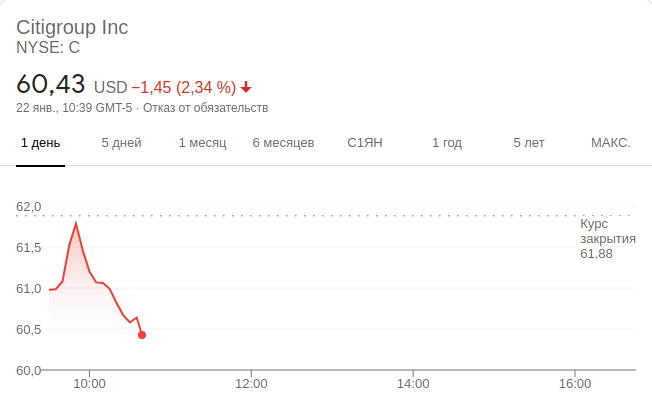 Citigroup Inc
NYSE: C
60,43 USD −1,45 (2,34 %)
22 янв., 10:39 GMT-5 · Отказ от обязательств
1 день 5 дней 1 месяц 6 месяцев С1ЯН 1 год 5 лет МАКС.
62,0
Курс
закрытия
61,5
61,88
61,0
60,5
60,0
10:00 12:00 14:00 16:00